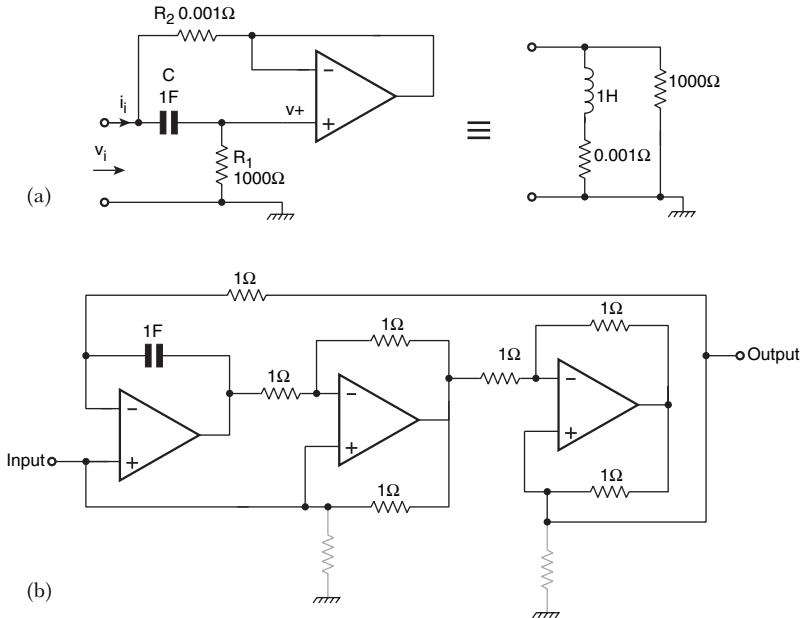 R2 0.001Ω
C
1F
ii
v+
−
+
R1
1000Ω
vi
(a)
≡
1H
1000Ω
0.001Ω
1Ω
1F
1Ω
1Ω
1Ω
1Ω
−
+
−
+
−
+
Input
Output
1Ω
1Ω
(b)